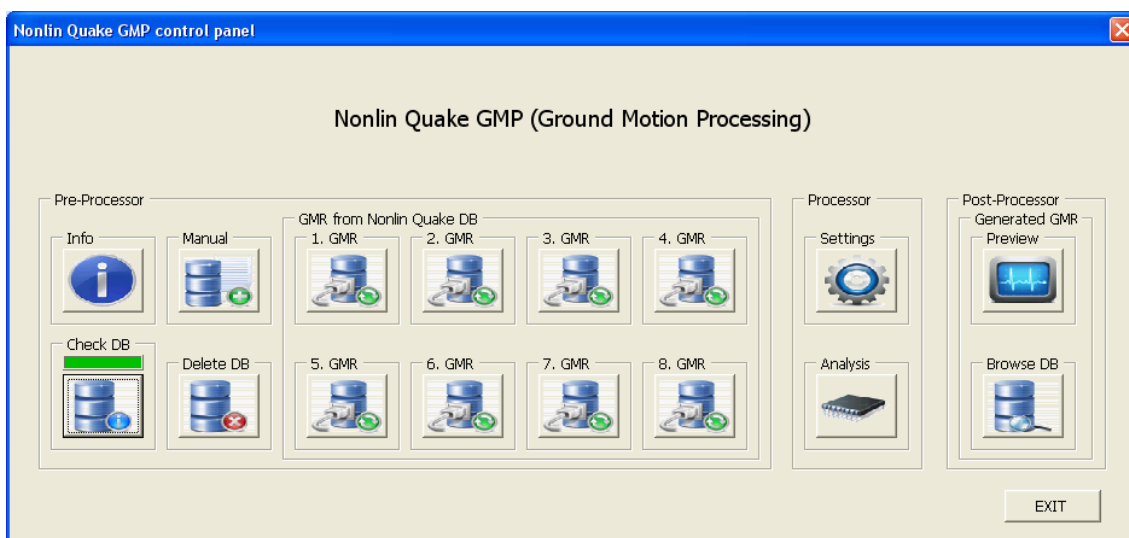 Nonlin Quake GMP control panel
Nonlin Quake GMP (Ground Motion Processing)
Pre-Processor
Info
Manual
GMR from Nonlin Quake DB
1. GMR
2. GMR
3. GMR
4. GMR
Check DB
Delete DB
5. GMR
6. GMR
7. GMR
8. GMR
Processor
Settings
Analysis
Post-Processor
Generated GMR
Preview
Browse DB
EXIT